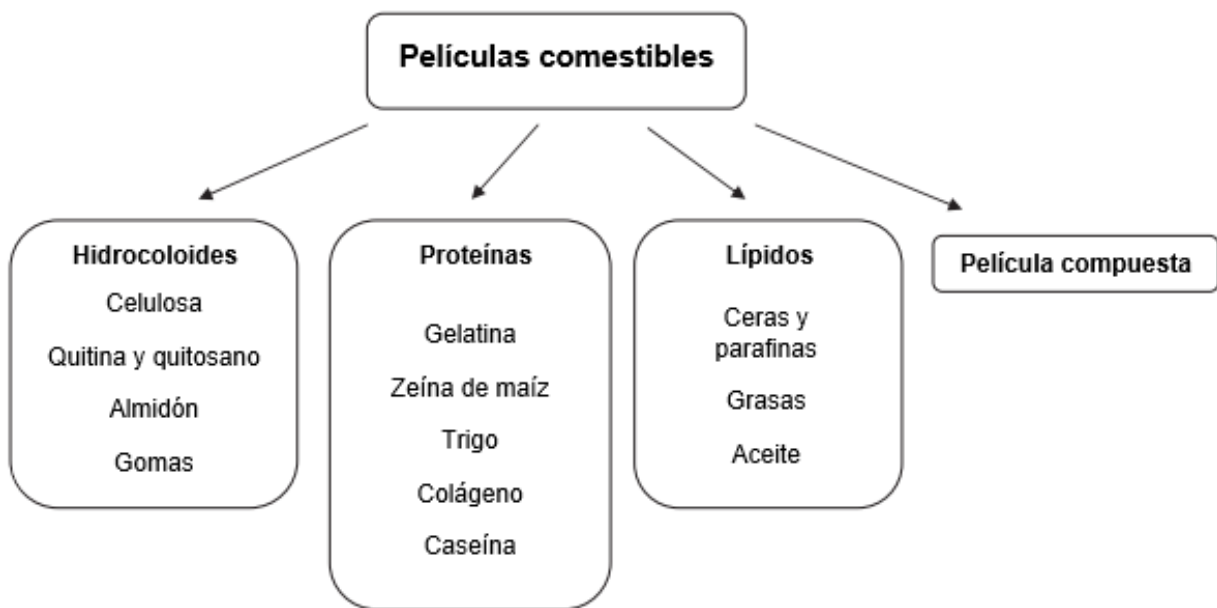 Películas comestibles
Hidrocoloides
Celulosa
Quitina y quitosano
Almidón
Gomas
Proteínas
Gelatina
Zeína de maíz
Trigo
Colágeno
Caseína
Lípidos
Ceras y
parafinas
Grasas
Aceite
Película compuesta